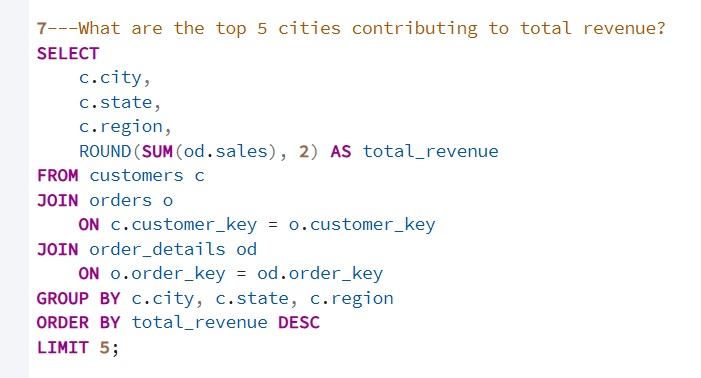 7---What are the top 5 cities contributing to total revenue?
SELECT
    c.city,
    c.state,
    c.region,
    ROUND(SUM(od.sales), 2) AS total_revenue
FROM customers c
JOIN orders o
    ON c.customer_key = o.customer_key
JOIN order_details od
    ON o.order_key = od.order_key
GROUP BY c.city, c.state, c.region
ORDER BY total_revenue DESC
LIMIT 5;